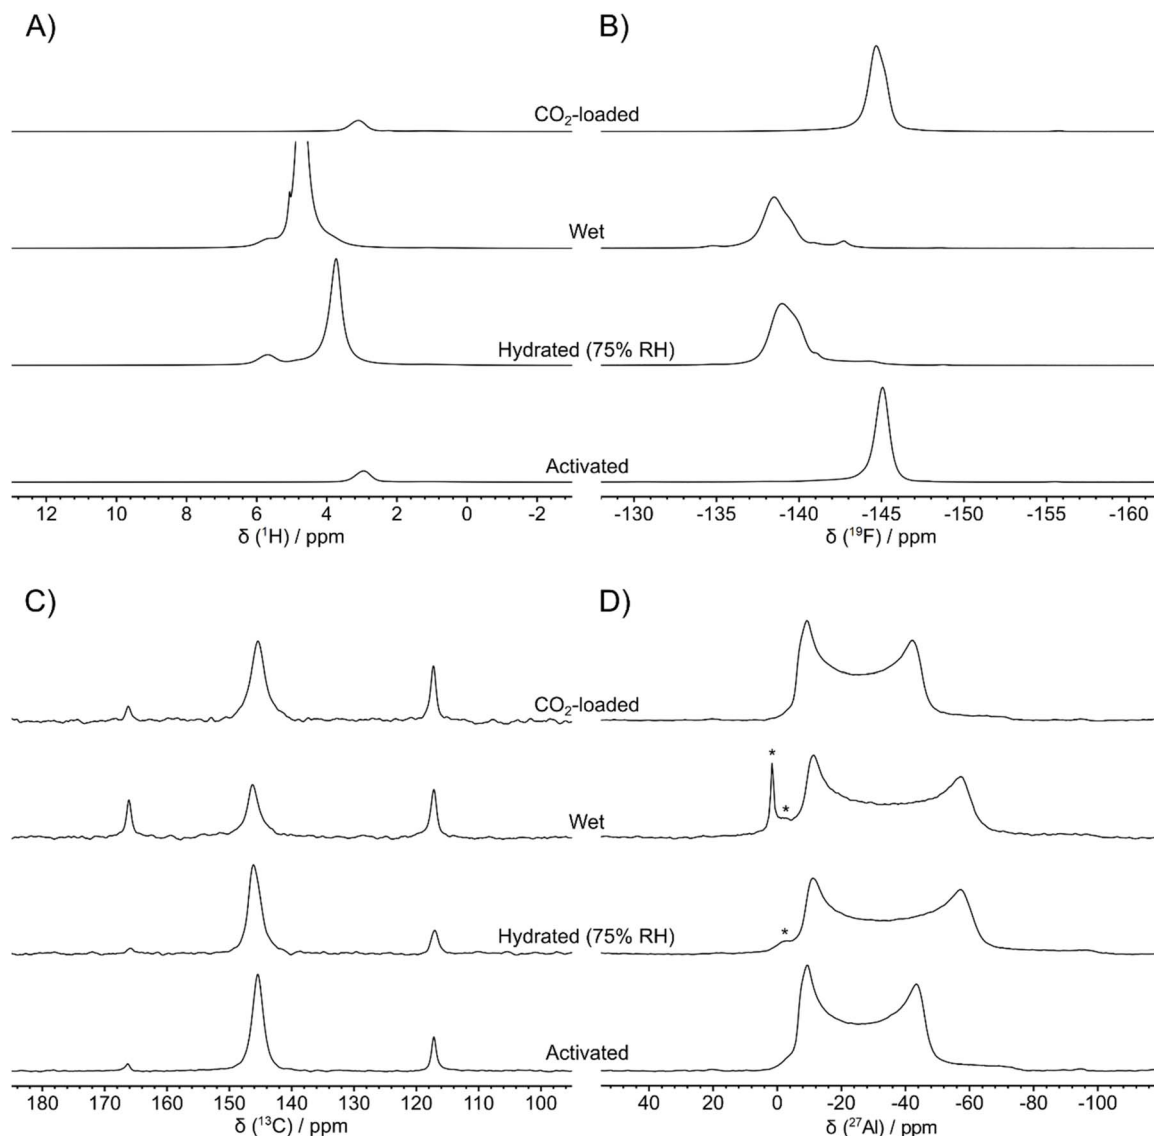 A)
CO₂-loaded
Wet
Hydrated (75% RH)
Activated
12 10 8 6 4 2 0 -2
δ (¹H) / ppm
B)
-130 -135 -140 -145 -150 -155 -160
δ (¹⁹F) / ppm
C)
CO₂-loaded
Wet
Hydrated (75% RH)
Activated
180 170 160 150 140 130 120 110 100
δ (¹³C) / ppm
D)
*
*
*
40 20 0 -20 -40 -60 -80 -100
δ (²⁷Al) / ppm